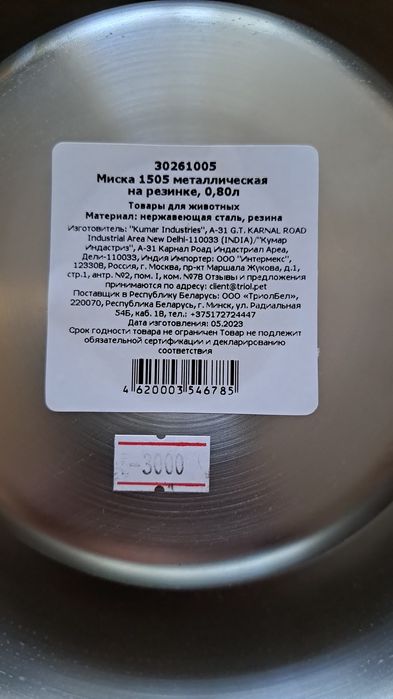 30261005
Миска 1505 металлическая
на резинке, 0,80л
Товары для животных
Материал: нержавеющая сталь, резина
Изготовитель: "Kumar Industries", A-31 G.T. KARNAL ROAD
Industrial Area New Delhi-110033 (INDIA)/"Кумар
Индастриз", А-31 Карнал Роад Индастриал Ареа,
Дели-110033, Индия Импортер: ООО "Интермекс",
123308, Россия, г. Москва, пр-кт Маршала Жукова, д.1,
стр.1, антр. №2, пом. I, ком. №7В Отзывы и предложения
принимаются по адресу: client@triol.pet
Поставщик в Республику Беларусь: ООО «ТриолБел»,
220070, Республика Беларусь, г. Минск, ул. Радиальная
54Б, каб. 18, тел.: +375172724447
Дата изготовления: 05.2023
Срок годности товара не ограничен Товар не подлежит
обязательной сертификации и декларированию
соответствия
4 620003 546785
-3000